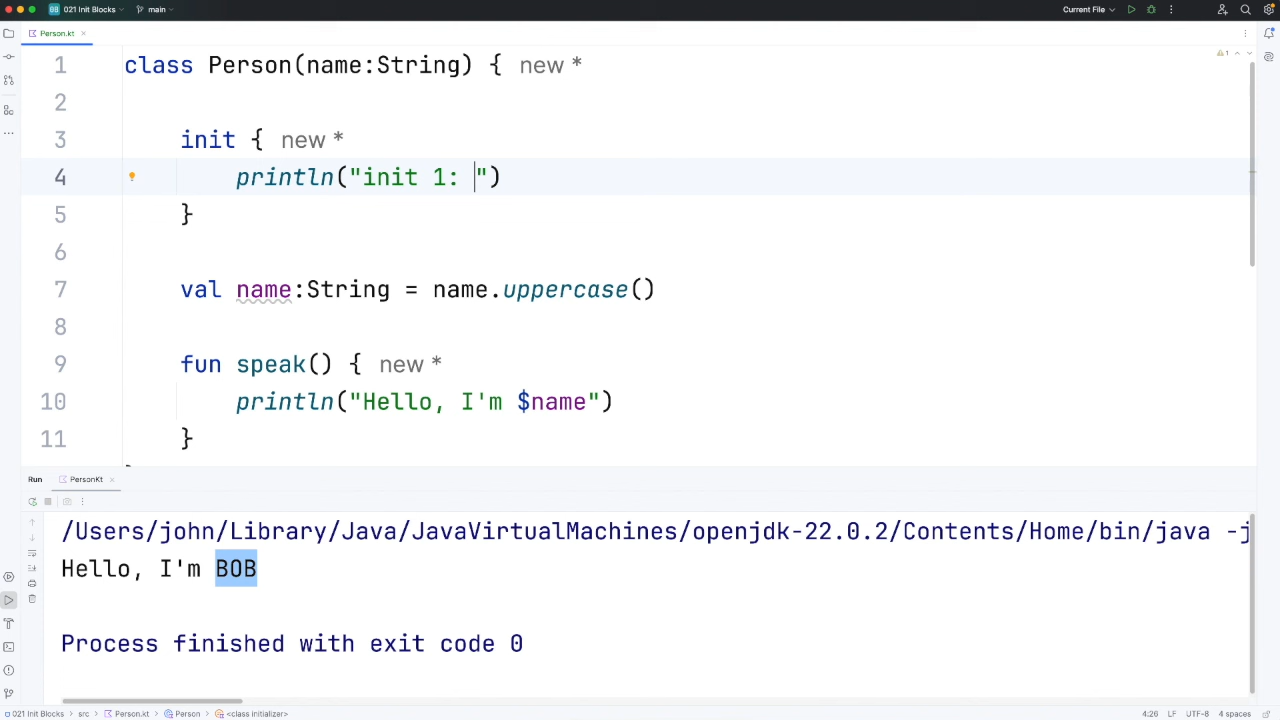 BB 021 Init Blocks main Current File
Person.kt
1 class Person(name:String) { new *
2
3 init { new *
4 println("init 1: ")
5 }
6
7 val name:String = name.uppercase()
8
9 fun speak() { new *
10 println("Hello, I'm $name")
11 }
1
Run PersonKt
/Users/john/Library/Java/JavaVirtualMachines/openjdk-22.0.2/Contents/Home/bin/java -j
Hello, I'm BOB
Process finished with exit code 0
021 Init Blocks > src > Person.kt > Person > <class initializer> 4:26 LF UTF-8 4 spaces